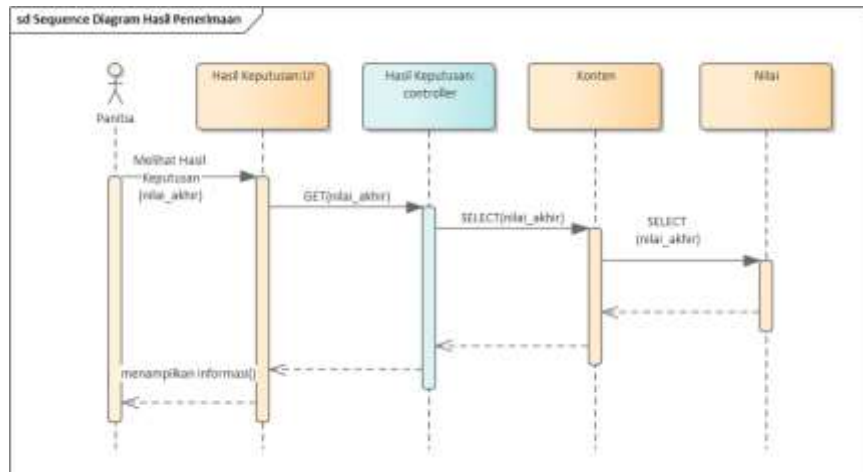 sd Sequence Diagram Hasil Penerimaan
Hasil Keputusan:UI
Hasil Keputusan:
controller
Konten
Nilai
Panitia
Melihat Hasil
Keputusan
(nilai_akhir)
GET(nilai_akhir)
SELECT(nilai_akhir)
SELECT
(nilai_akhir)
menampilkan informasi()